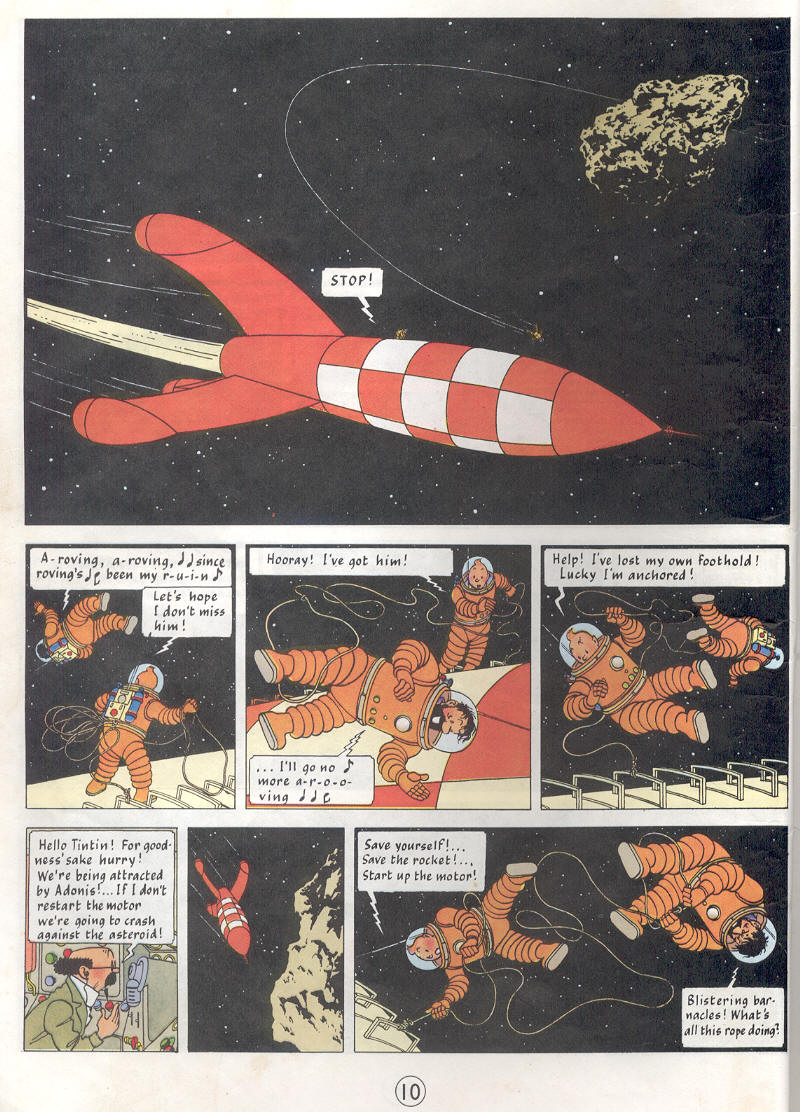 STOP!
A-roving, a-roving, ♩♩since
roving's♩♪ been my r-u-i-n♪
Let's hope
I don't miss
him!
Hooray! I've got him!
... I'll go no ♪
more a-r-o-o-
ving ♩♩♪
Help! I've lost my own foothold!
Lucky I'm anchored!
Hello Tintin! For good-
ness' sake hurry!
We're being attracted
by Adonis!... If I don't
restart the motor
we're going to crash
against the asteroid!
Save yourself!...
Save the rocket!...
Start up the motor!
Blistering bar-
nacles! What's
all this rope doing?
10